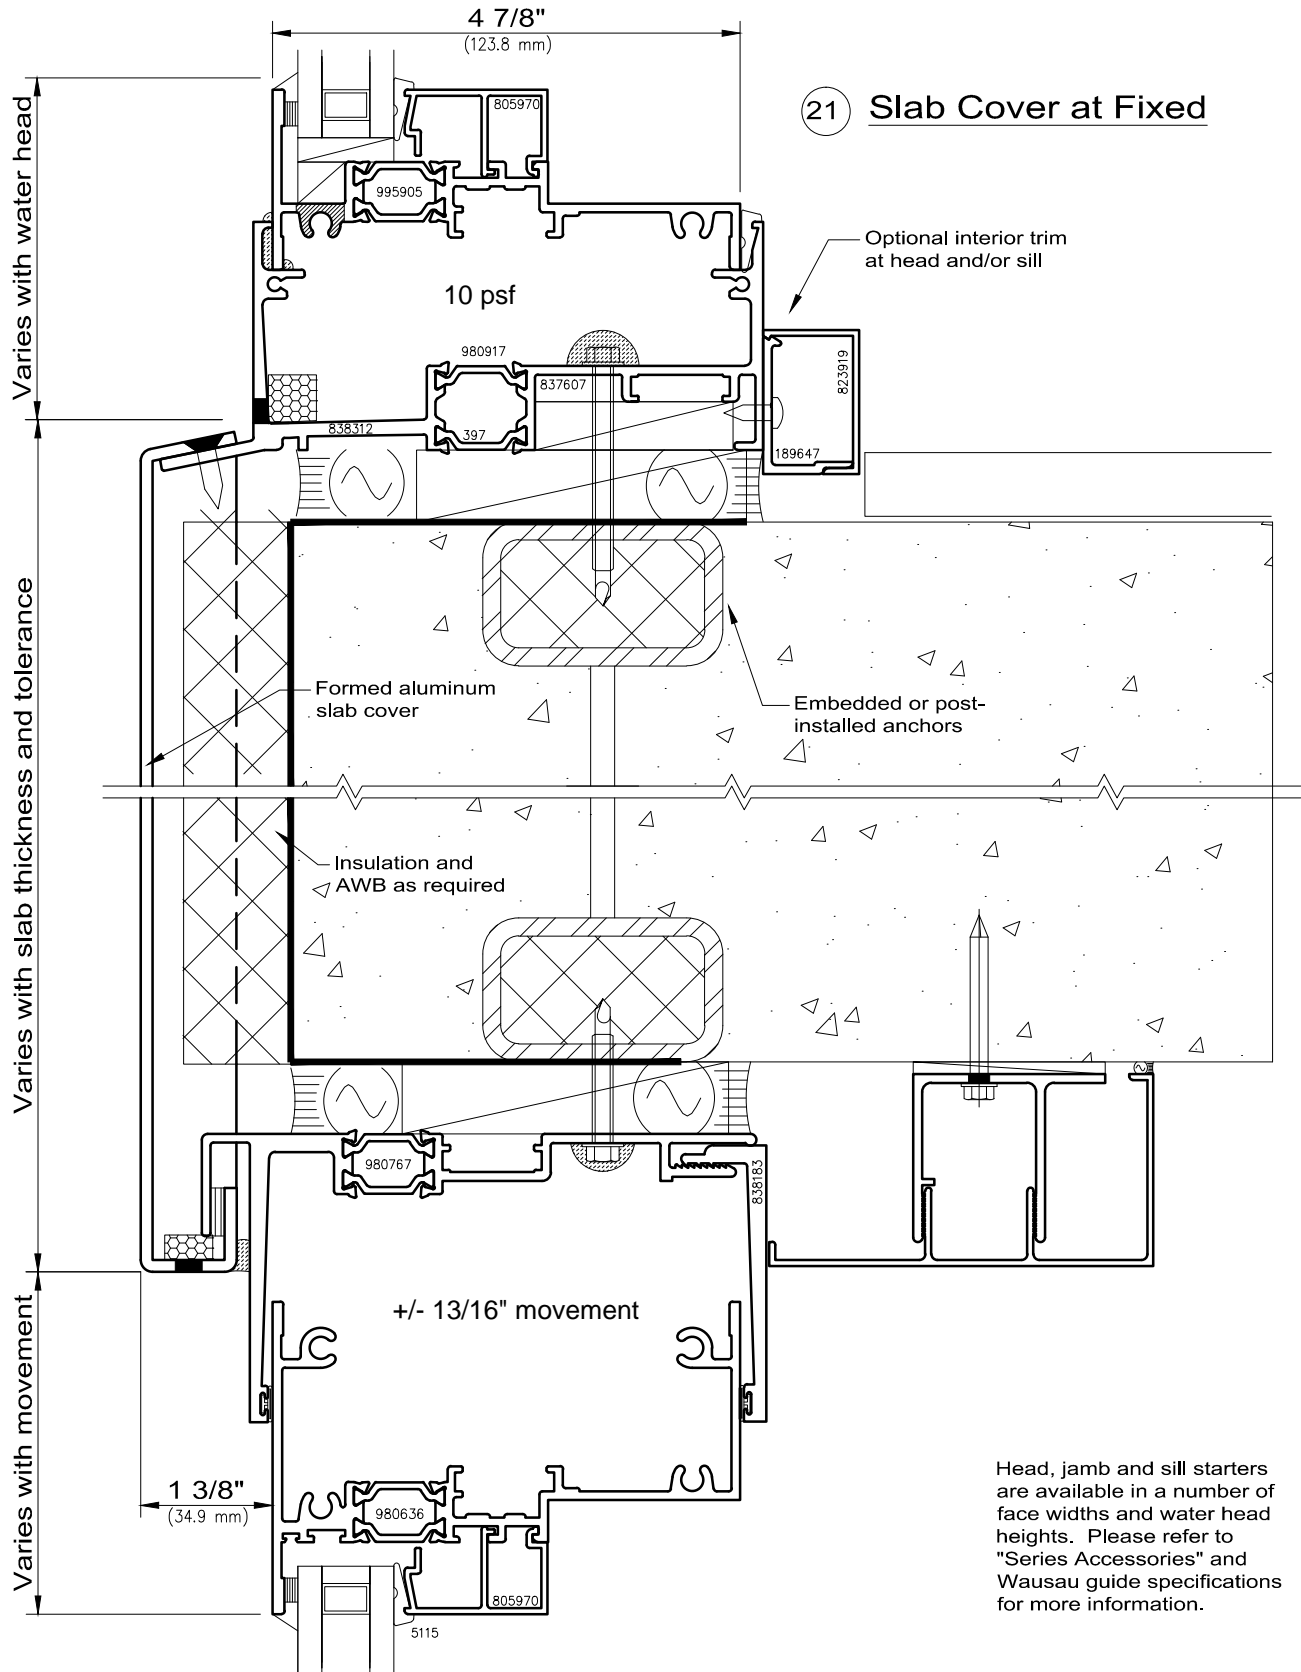 4 7/8"
(123.8 mm)
21 Slab Cover at Fixed
805970
995905
Varies with water head
Optional interior trim
at head and/or sill
10 psf
980917
837607
823919
838312
397
189647
Varies with slab thickness and tolerance
Formed aluminum
slab cover
Embedded or post-
installed anchors
Insulation and
AWB as required
980767
838183
+/- 13/16" movement
Varies with movement
1 3/8"
(34.9 mm)
980636
805970
5115
Head, jamb and sill starters
are available in a number of
face widths and water head
heights. Please refer to
"Series Accessories" and
Wausau guide specifications
for more information.